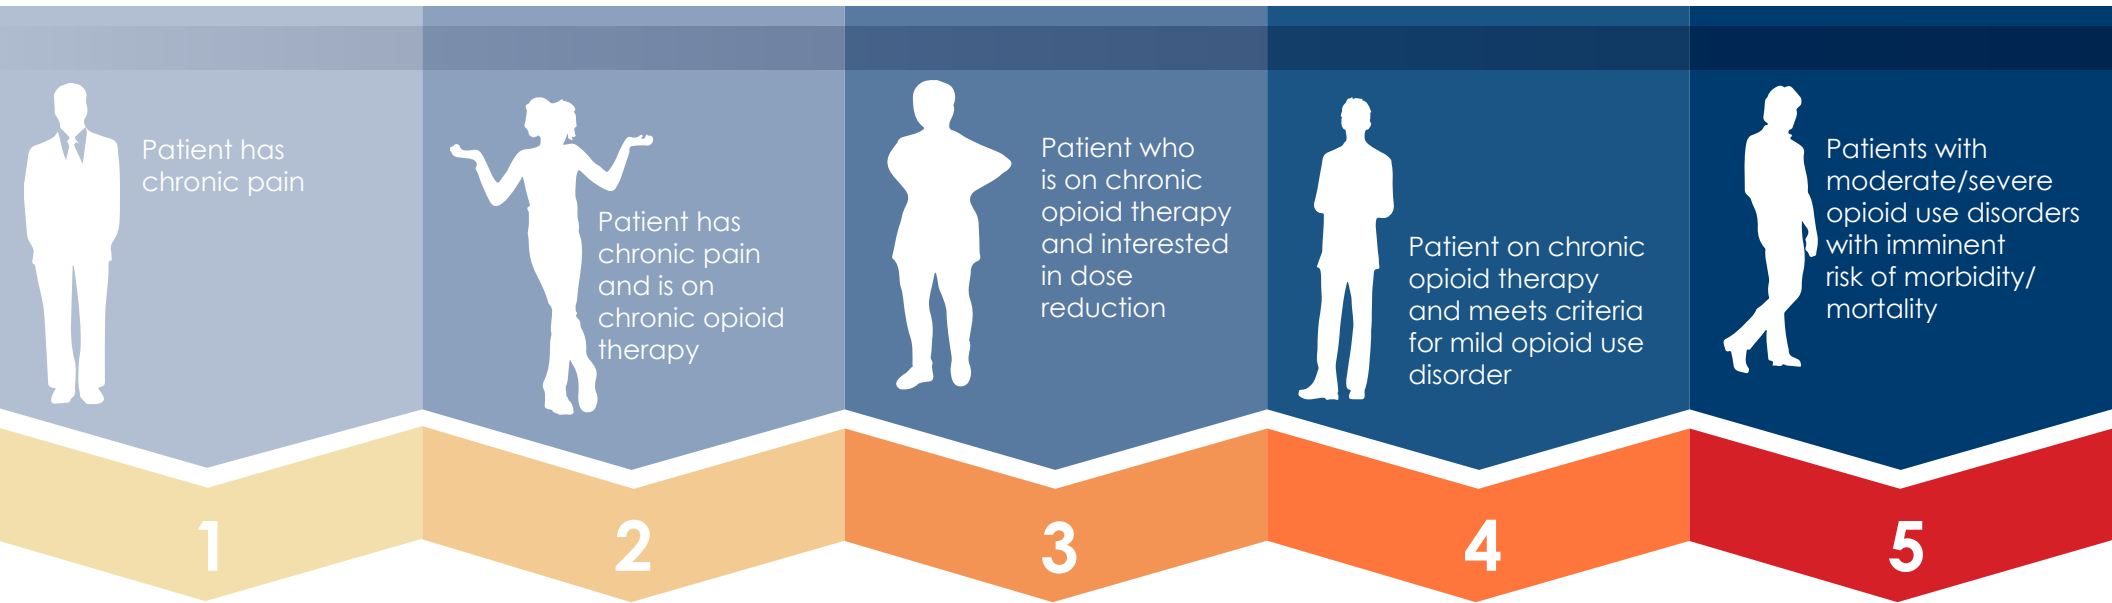 Patient has
chronic pain
Patient has
chronic pain
and is on
chronic opioid
therapy
Patient who
is on chronic
opioid therapy
and interested
in dose
reduction
Patient on chronic
opioid therapy
and meets criteria
for mild opioid use
disorder
Patients with
moderate/severe
opioid use disorders
with imminent
risk of morbidity/
mortality
1
2
3
4
5